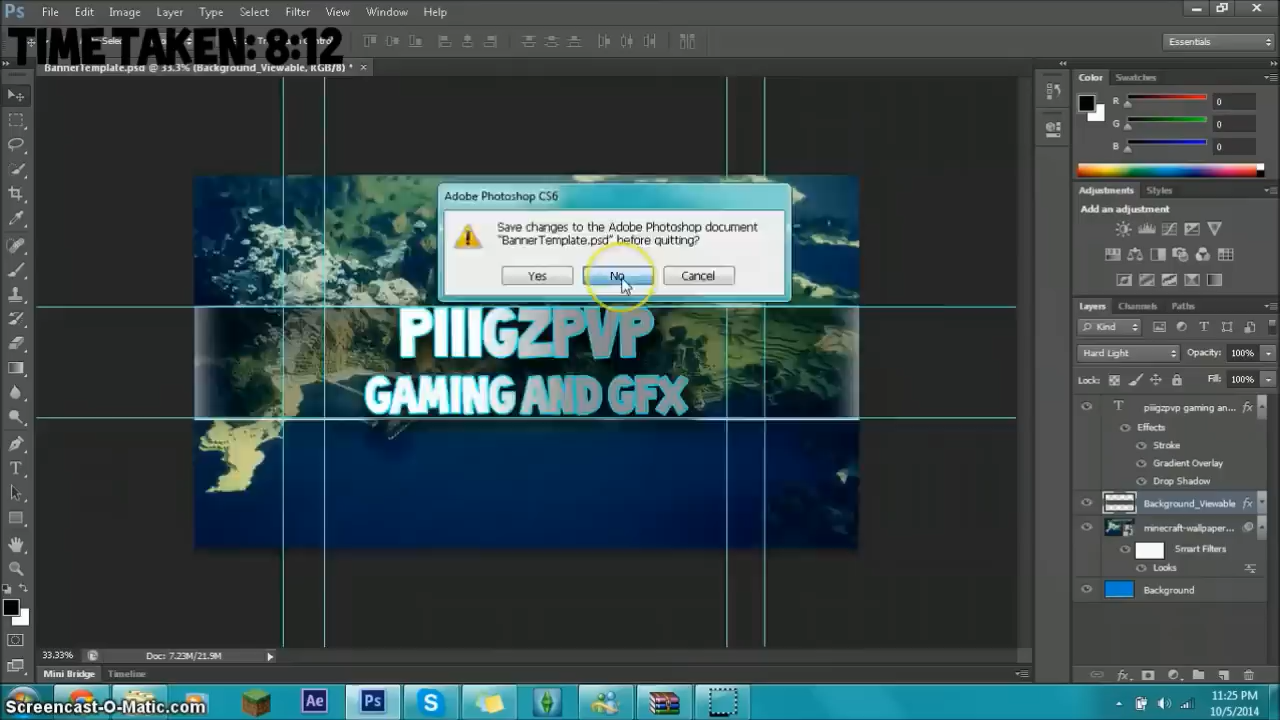 Ps File Edit Image Layer Type Select Filter View Window Help
TIME TAKEN: 8:12
Essentials
BannerTemplate.psd @ 33.3% (Background_Viewable, RGB/8) *
Color Swatches
R 0
G 0
B 0
Adjustments Styles
Add an adjustment
Adobe Photoshop CS6
Save changes to the Adobe Photoshop document
"BannerTemplate.psd" before quitting?
Yes No Cancel
PIIIGZPVP
GAMING AND GFX
Layers Channels Paths
Kind
Hard Light Opacity: 100%
Lock: Fill: 100%
T piiigzpvp gaming an... fx
Effects
Stroke
Gradient Overlay
Drop Shadow
Background_Viewable fx
minecraft-wallpaper...
Smart Filters
Looks
Background
33.33% Doc: 7.23M/21.9M
Mini Bridge Timeline
Ae Ps S
Screencast-O-Matic.com
11:25 PM
10/5/2014